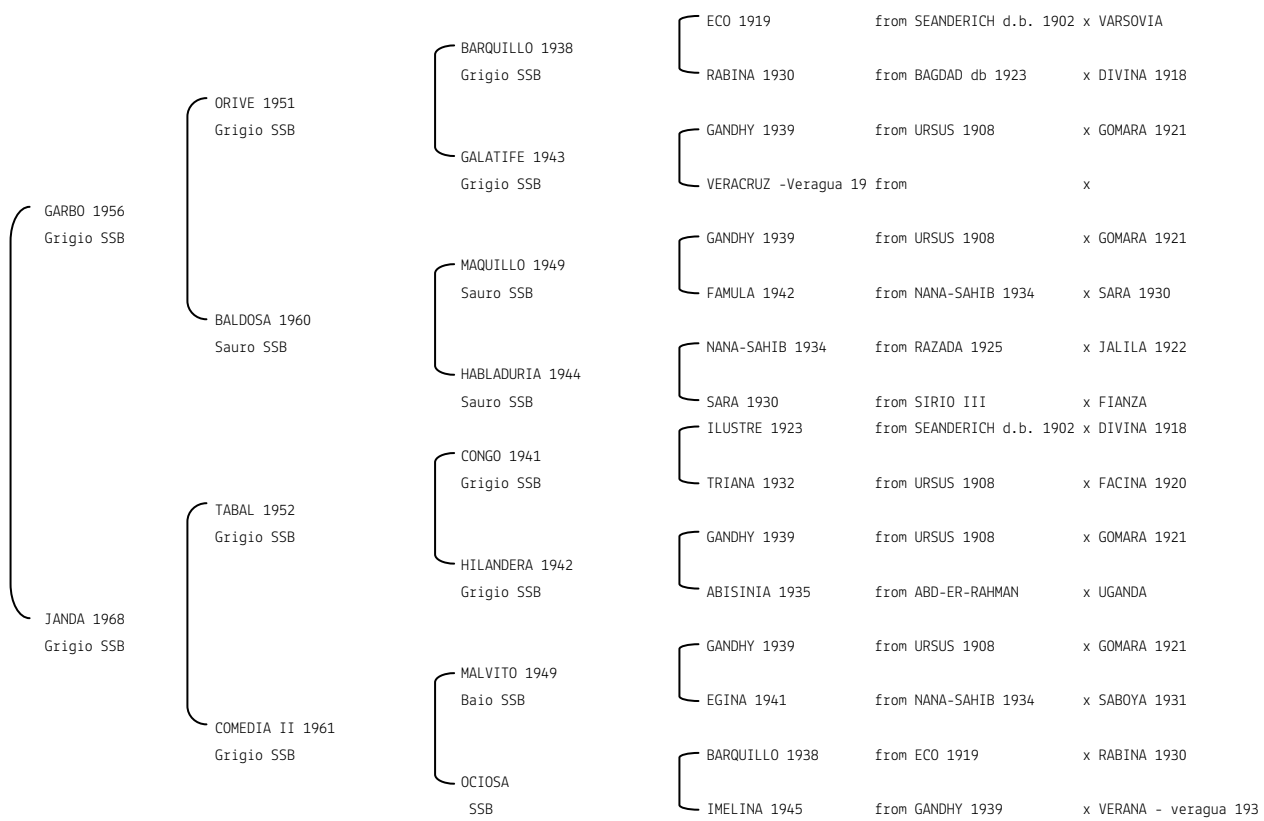 ECO 1919 from SEANDERICH d.b. 1902 x VARSOVIA
BARQUILLO 1938
Grigio SSB RABINA 1930 from BAGDAD db 1923 x DIVINA 1918
ORIVE 1951
Grigio SSB GANDHY 1939 from URSUS 1908 x GOMARA 1921
GALATIFE 1943
Grigio SSB VERACRUZ -Veragua 19 from x
GARBO 1956
Grigio SSB GANDHY 1939 from URSUS 1908 x GOMARA 1921
MAQUILLO 1949
Sauro SSB FAMULA 1942 from NANA-SAHIB 1934 x SARA 1930
BALDOSA 1960
Sauro SSB NANA-SAHIB 1934 from RAZADA 1925 x JALILA 1922
HABLADURIA 1944
Sauro SSB SARA 1930 from SIRIO III x FIANZA
ILUSTRE 1923 from SEANDERICH d.b. 1902 x DIVINA 1918
CONGO 1941
Grigio SSB TRIANA 1932 from URSUS 1908 x FACINA 1920
TABAL 1952
Grigio SSB GANDHY 1939 from URSUS 1908 x GOMARA 1921
HILANDERA 1942
Grigio SSB ABISINIA 1935 from ABD-ER-RAHMAN x UGANDA
JANDA 1968
Grigio SSB GANDHY 1939 from URSUS 1908 x GOMARA 1921
MALVITO 1949
Baio SSB EGINA 1941 from NANA-SAHIB 1934 x SABOYA 1931
COMEDIA II 1961
Grigio SSB BARQUILLO 1938 from ECO 1919 x RABINA 1930
OCIOSA
SSB IMELINA 1945 from GANDHY 1939 x VERANA - veragua 193